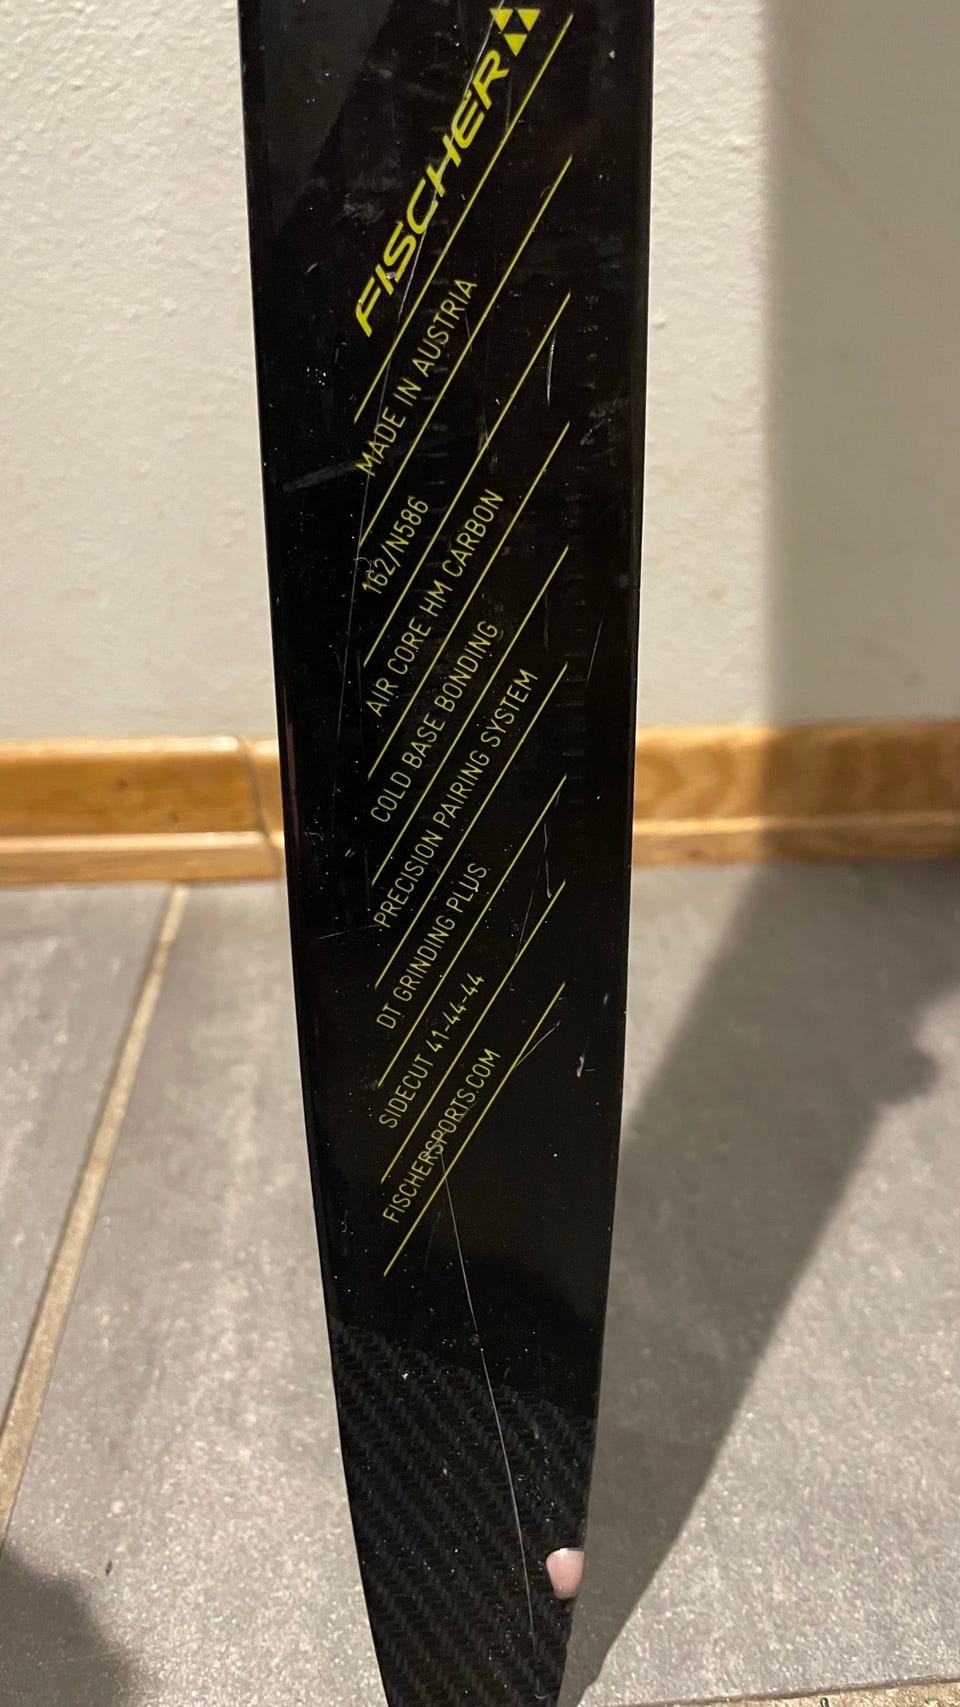 FISCHER
MADE IN AUSTRIA
162/N586
AIR CORE HM CARBON
COLD BASE BONDING
PRECISION PAIRING SYSTEM
DT GRINDING PLUS
SIDECUT 41-44-44
FISCHERSPORTS.COM